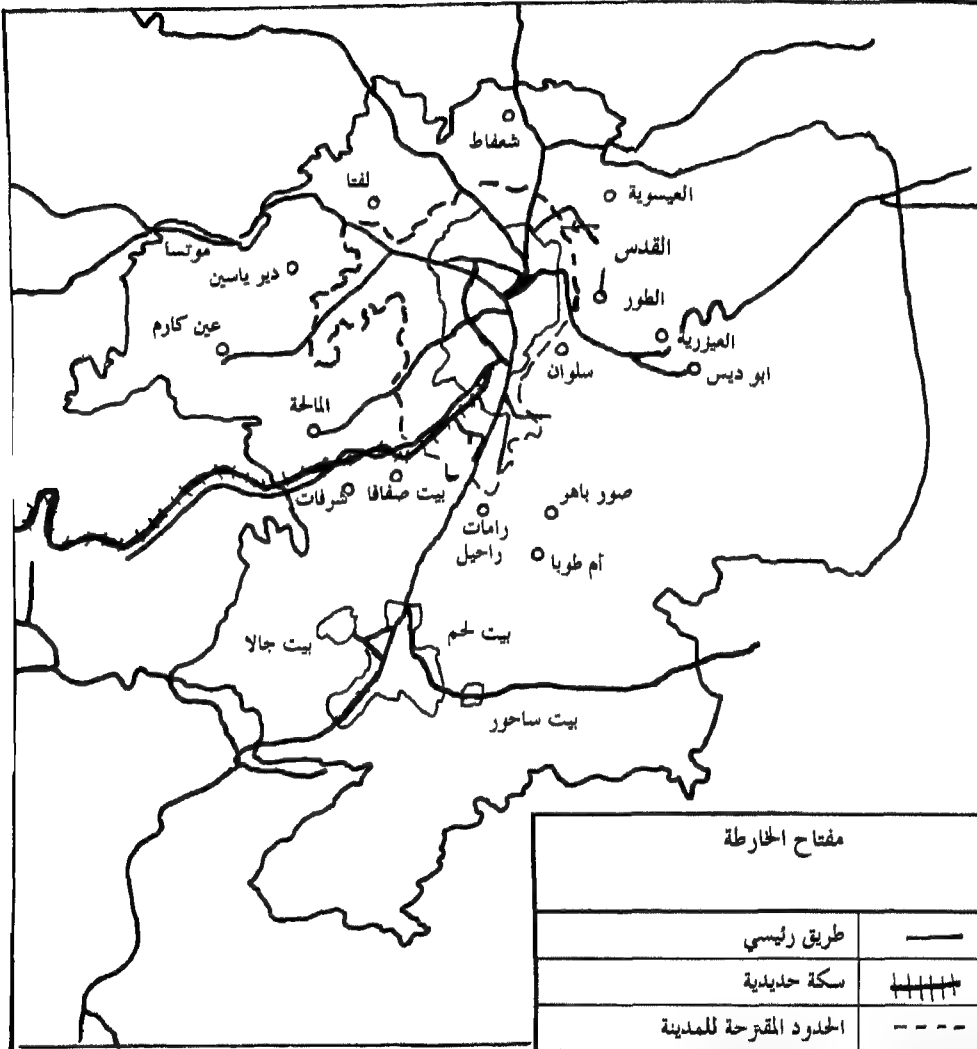 شعفاط
لفتا
العيسوية
القدس
موتسا
دير ياسين
الطور
عين كارم
العيزرية
سلوان
ابو ديس
المالحة
بيت صفافا
شرفات
صور باهر
رامات
راحيل
أم طوبا
بيت لحم
بيت جالا
بيت ساحور
مفتاح الخارطة
طريق رئيسي
سكة حديدية
الحدود المقترحة للمدينة